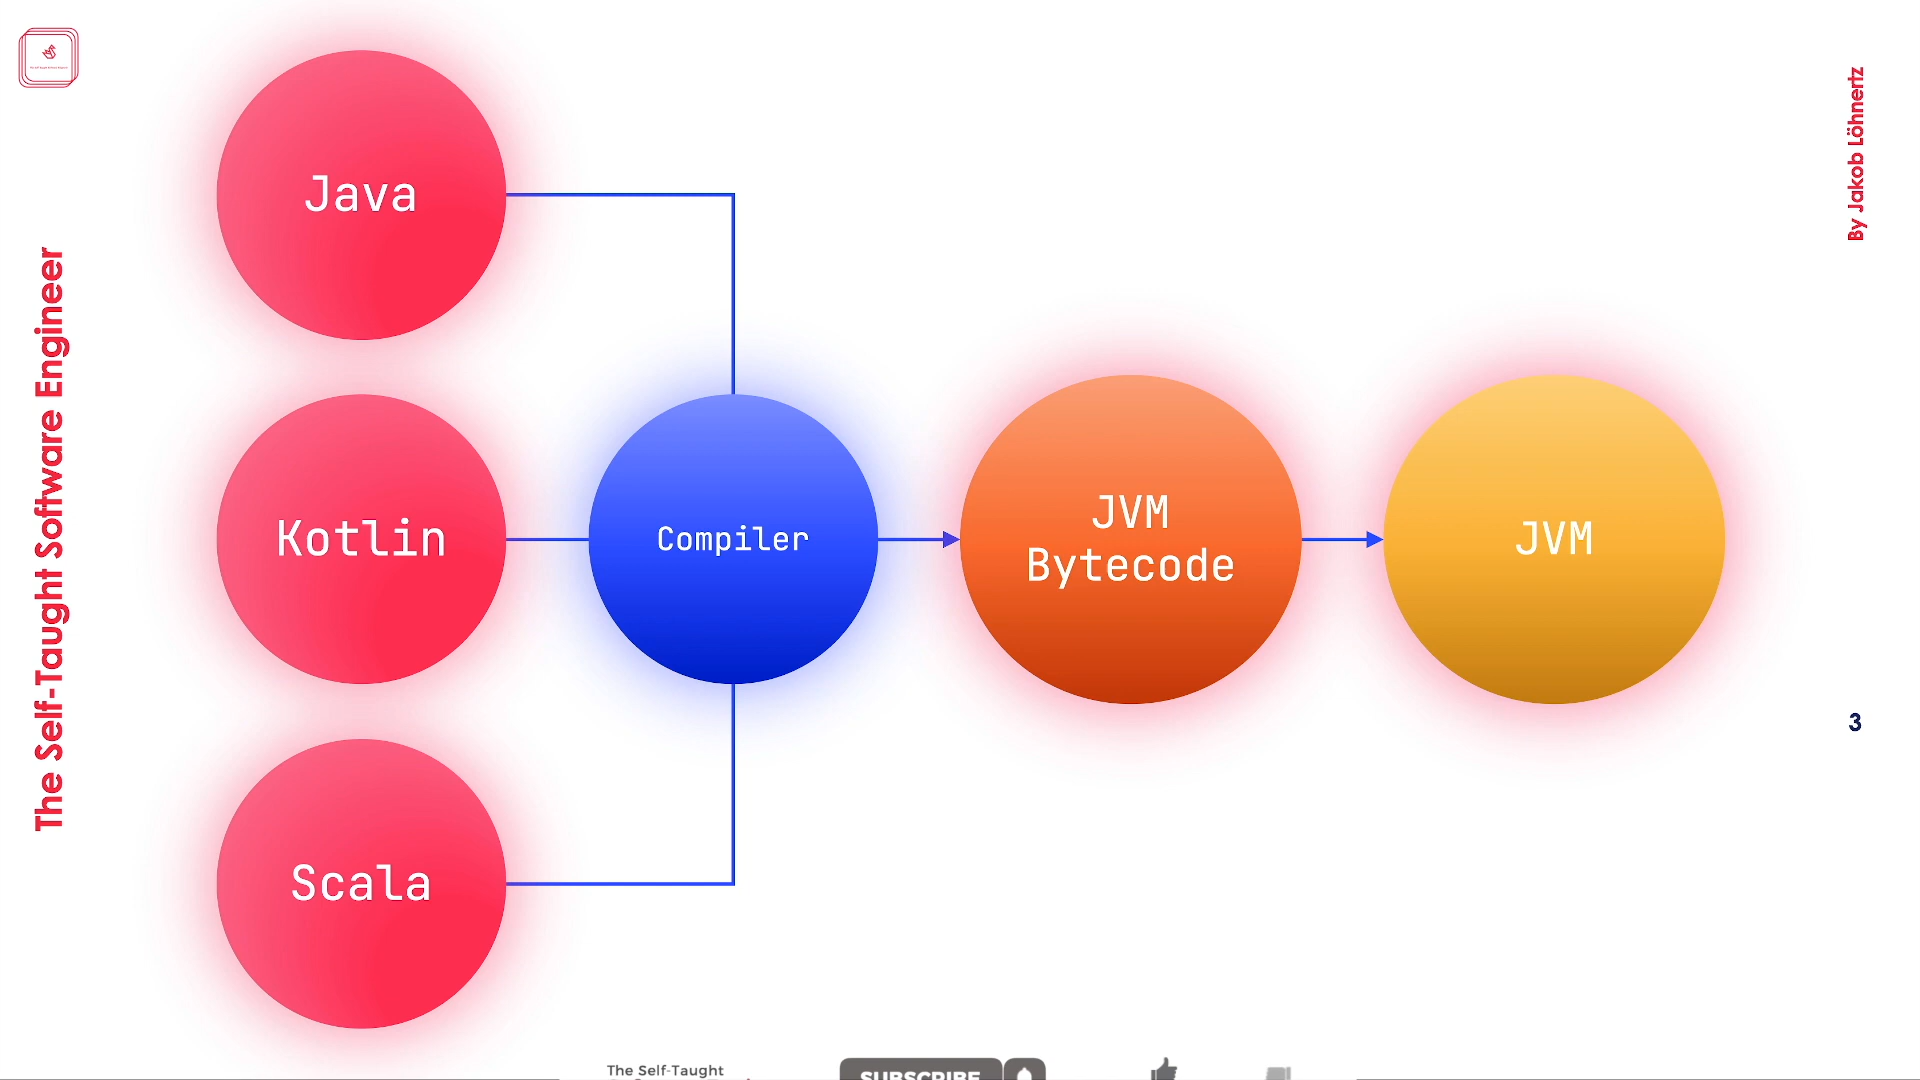 The Self-Taught Software Engineer
By Jakob Löhnertz
Java
Kotlin
Scala
Compiler
JVM
Bytecode
JVM
3
The Self-Taught
SUBSCRIBE